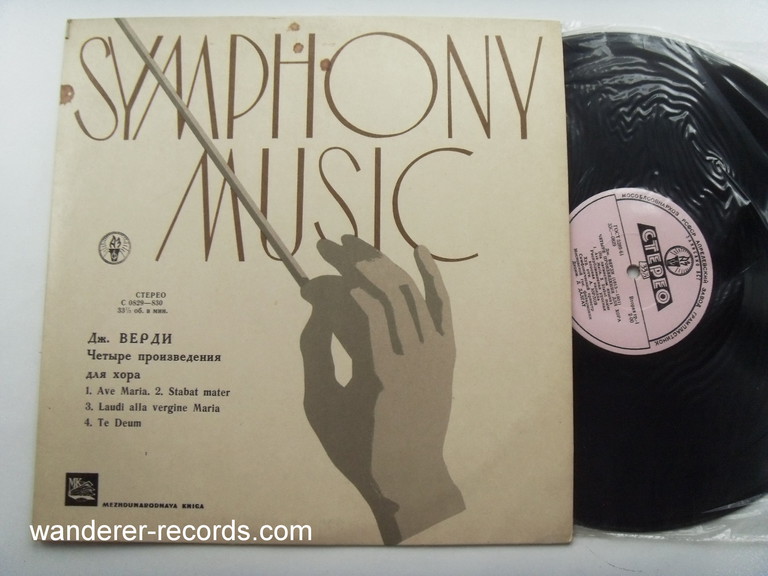 SYMPHONY
MUSIC
СТЕРЕО
С 0829—830
33⅓ об. в мин.
Дж. ВЕРДИ
Четыре произведения
для хора
1. Ave Maria. 2. Stabat mater
3. Laudi alla vergine Maria
4. Te Deum
MK
MEZHDUNARODNAYA KNIGA
СТЕРЕО
wanderer-records.com